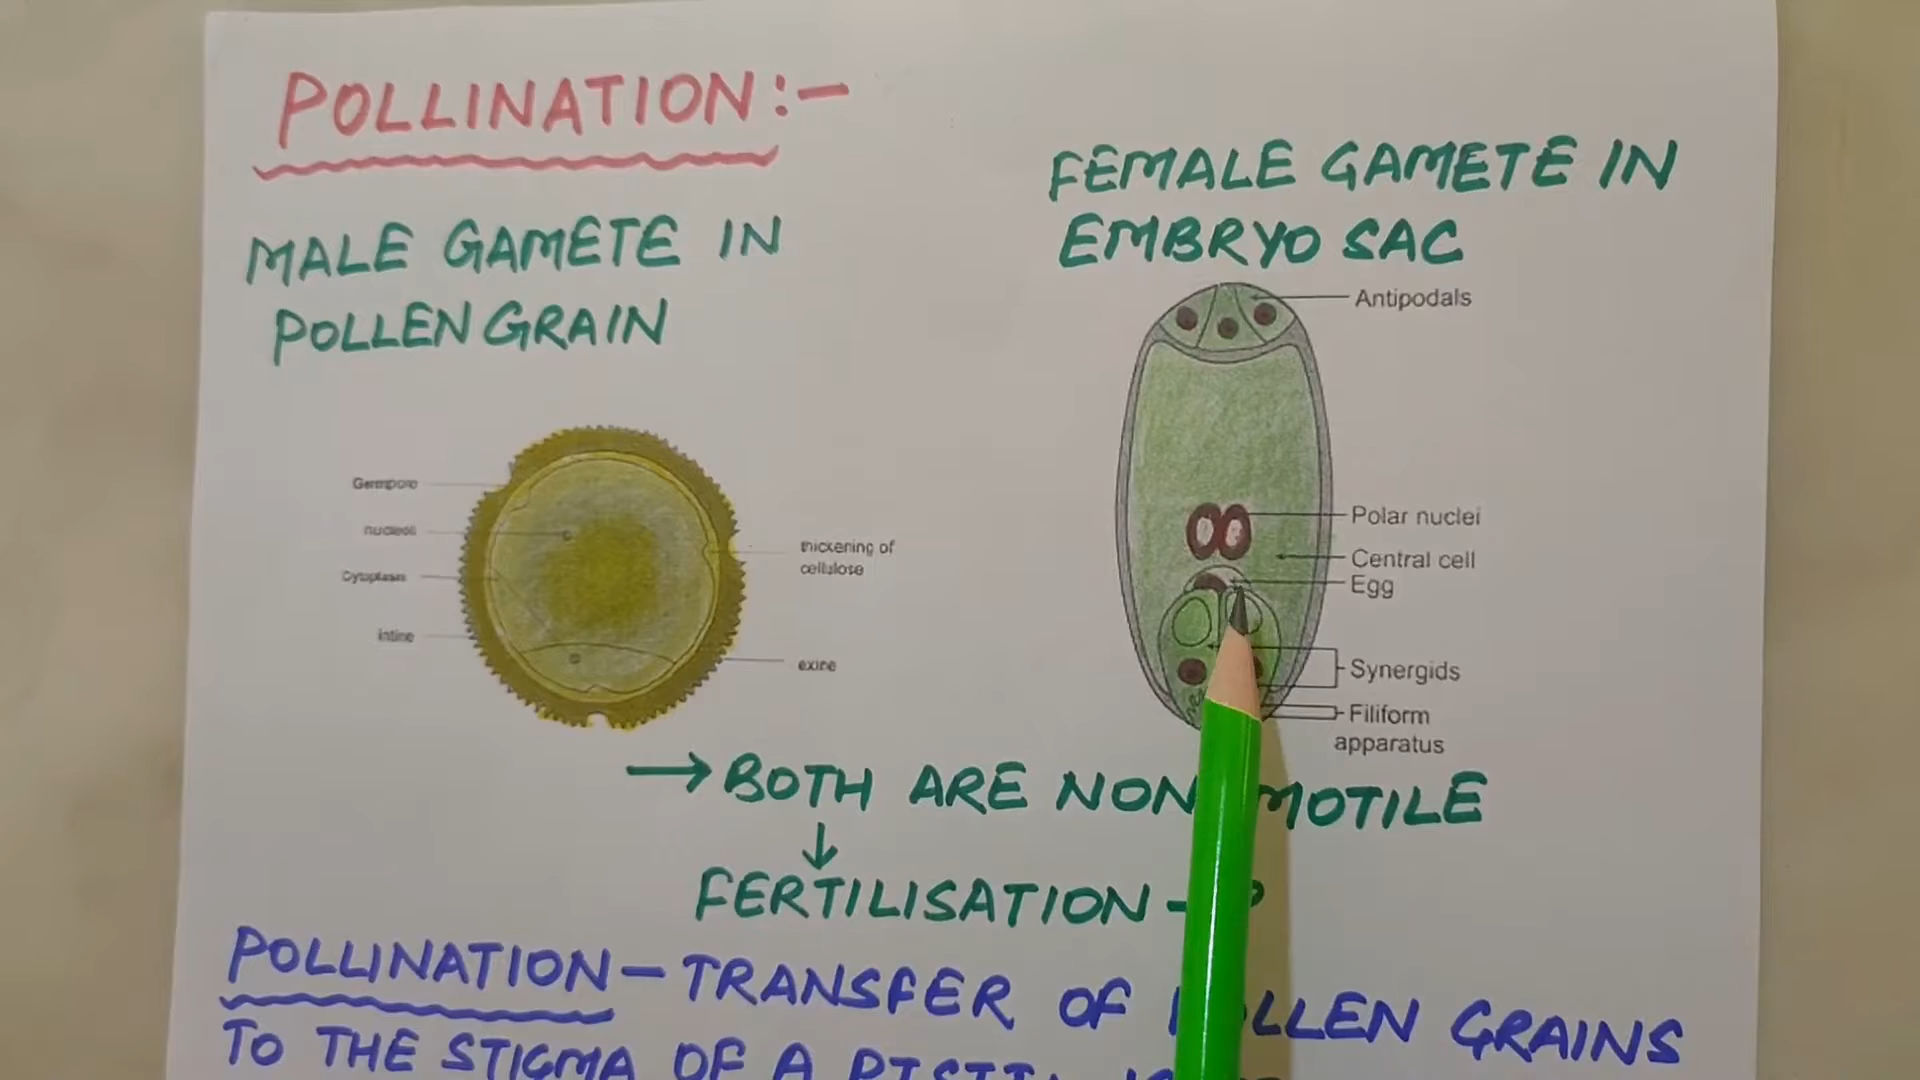 POLLINATION:-
MALE GAMETE IN
POLLEN GRAIN
FEMALE GAMETE IN
EMBRYO SAC
Germpore
nucleoli
Cytoplasm
intine
thickening of
cellulose
exine
Antipodals
Polar nuclei
Central cell
Egg
Synergids
Filiform
apparatus
→ BOTH ARE NON MOTILE
↓
FERTILISATION -
POLLINATION - TRANSFER OF POLLEN GRAINS
TO THE STIGMA OF A PISTIL